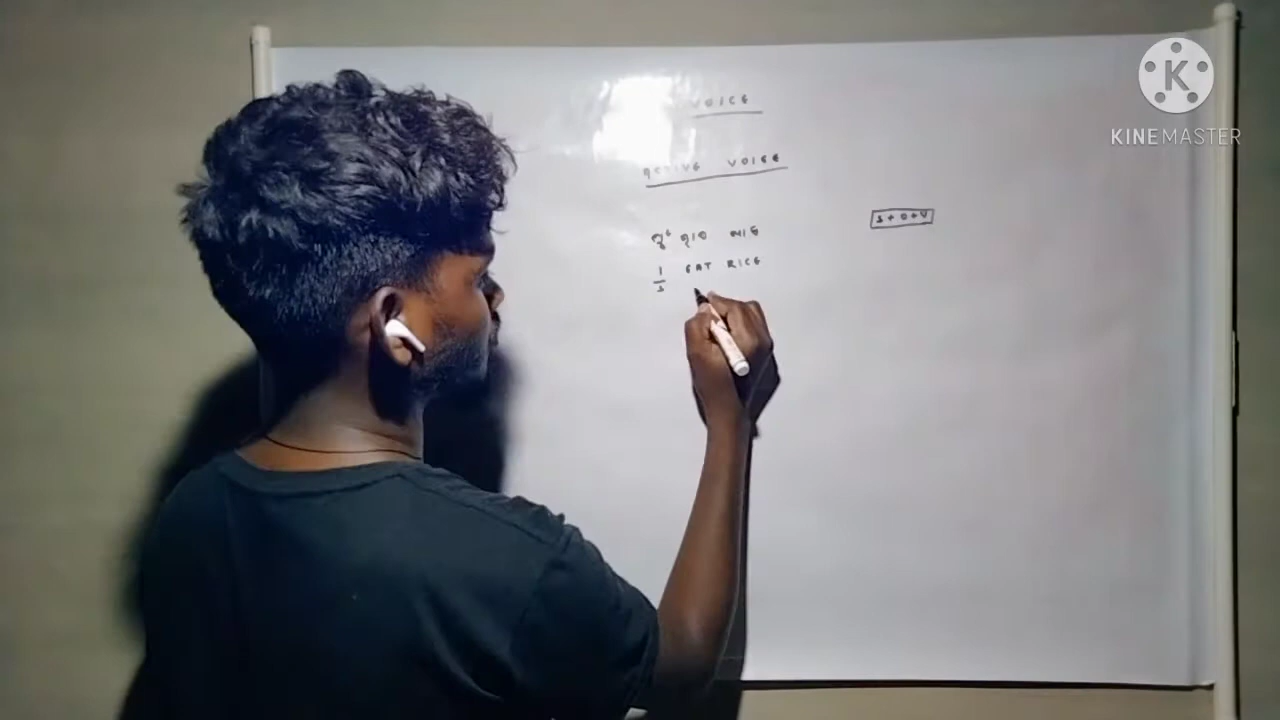 VOICE
ACTIVE VOICE
ମୁଁ ଖାଏ ଭାତ
I EAT RICE
S
S + O + V
K
KINEMASTER